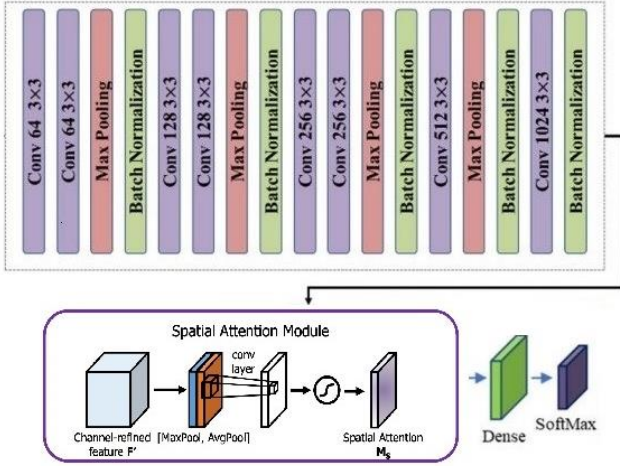 Conv 64 3×3
Conv 64 3×3
Max Pooling
Batch Normalization
Conv 128 3×3
Conv 128 3×3
Max Pooling
Batch Normalization
Conv 256 3×3
Conv 256 3×3
Max Pooling
Batch Normalization
Conv 512 3×3
Max Pooling
Batch Normalization
Conv 1024 3×3
Batch Normalization
Spatial Attention Module
conv
layer
Channel-refined
feature F'
[MaxPool, AvgPool]
Spatial Attention
Ms
Dense
SoftMax